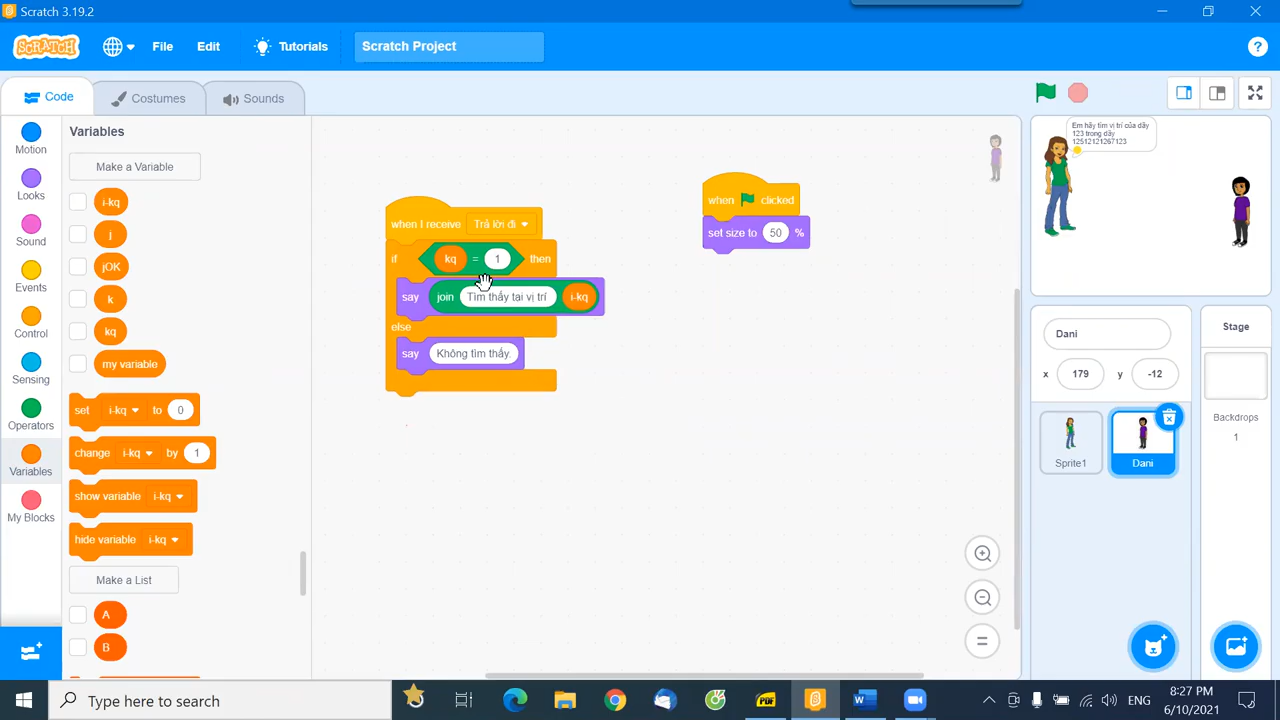 Scratch 3.19.2
SCRATCH File Edit Tutorials Scratch Project ?
Code Costumes Sounds
Motion
Looks
Sound
Events
Control
Sensing
Operators
Variables
My Blocks
Variables
Make a Variable
i-kq
j
jOK
k
kq
my variable
set i-kq to 0
change i-kq by 1
show variable i-kq
hide variable i-kq
Make a List
A
B
when I receive Trả lời đi
if kq = 1 then
say join Tìm thấy tại vị trí i-kq
else
say Không tìm thấy.
when clicked
set size to 50 %
Em hãy tìm vị trí của dãy
123 trong dãy
12512121267123
Dani
x 179 y -12
Sprite1
Dani
Stage
Backdrops
1
Type here to search
ENG
8:27 PM
6/10/2021